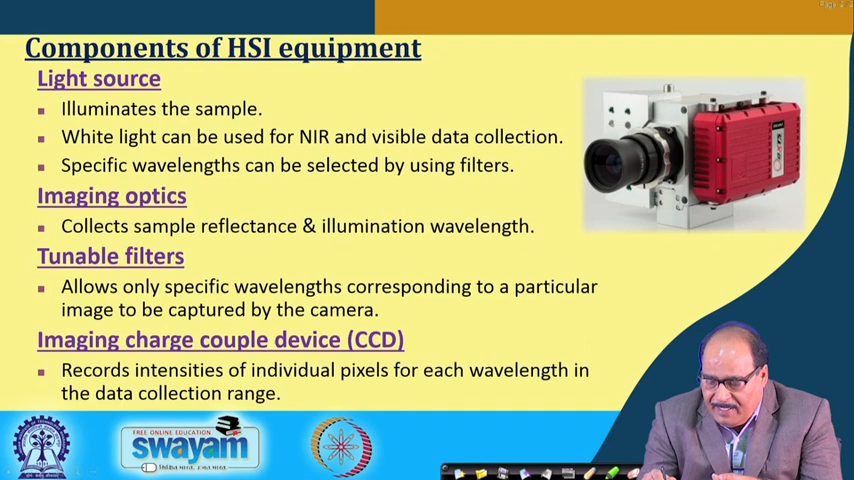 Components of HSI equipment
Light source
Illuminates the sample.
White light can be used for NIR and visible data collection.
Specific wavelengths can be selected by using filters.
Imaging optics
Collects sample reflectance & illumination wavelength.
Tunable filters
Allows only specific wavelengths corresponding to a particular
image to be captured by the camera.
Imaging charge couple device (CCD)
Records intensities of individual pixels for each wavelength in
the data collection range.
FREE ONLINE EDUCATION
swayam